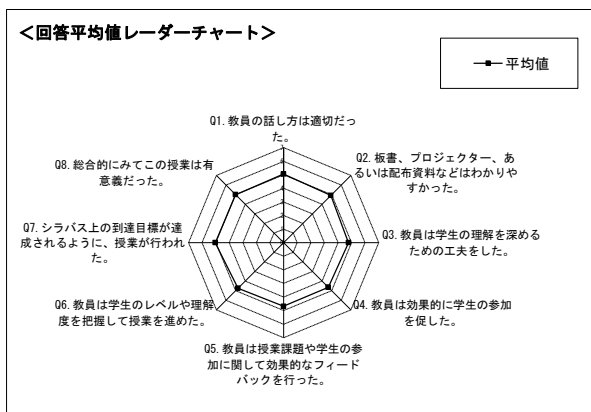 ＜回答平均値レーダーチャート＞
平均値
Q1.教員の話し方は適切だっ
た。
Q2.板書、プロジェクター、あ
るいは配布資料などはわかりや
すかった。
Q3.教員は学生の理解を深める
ための工夫をした。
Q4.教員は効果的に学生の参加
を促した。
Q5.教員は授業課題や学生の参
加に関して効果的なフィード
バックを行った。
Q6.教員は学生のレベルや理解
度を把握して授業を進めた。
Q7.シラバス上の到達目標が達
成されるように、授業が行われ
た。
Q8.総合的にみてこの授業は有
意義だった。